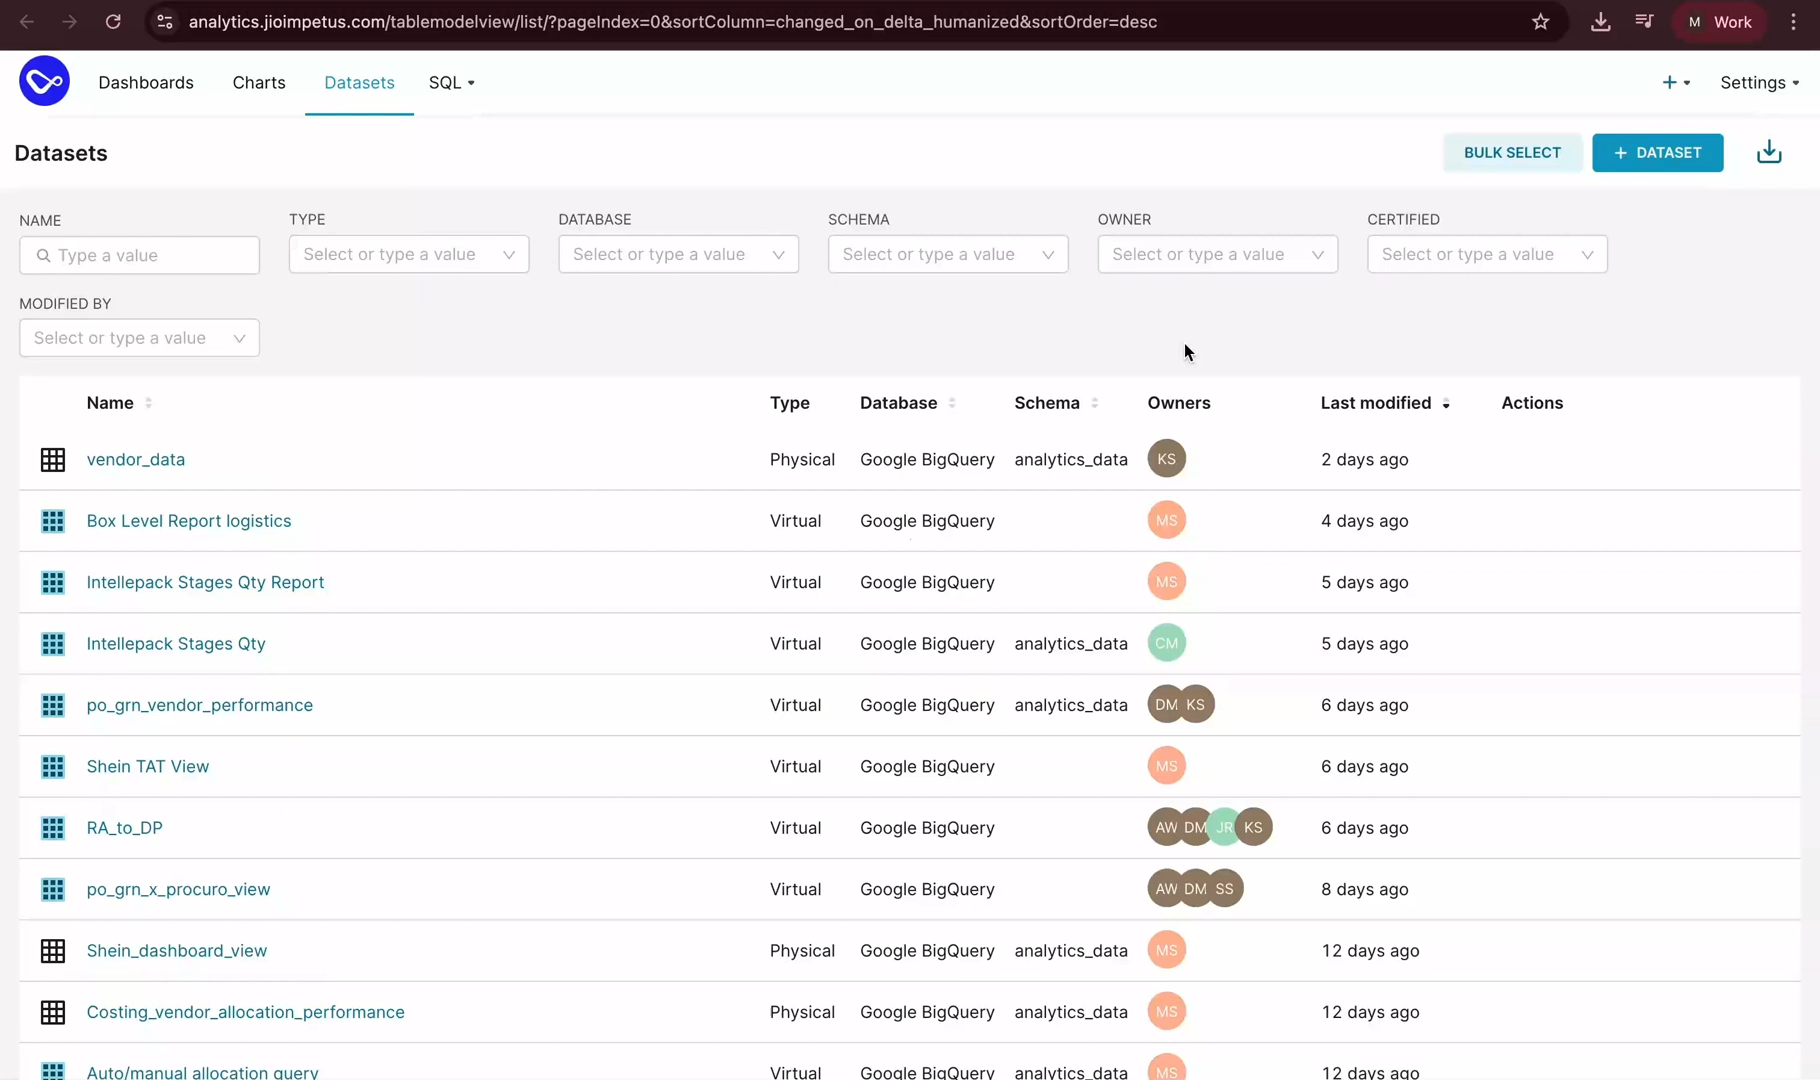 analytics.jioimpetus.com/tablemodelview/list/?pageIndex=0&sortColumn=changed_on_delta_humanized&sortOrder=desc
M Work
Dashboards Charts Datasets SQL + Settings
Datasets
BULK SELECT + DATASET
NAME TYPE DATABASE SCHEMA OWNER CERTIFIED
Type a value Select or type a value Select or type a value Select or type a value Select or type a value Select or type a value
MODIFIED BY
Select or type a value
Name Type Database Schema Owners Last modified Actions
vendor_data Physical Google BigQuery analytics_data KS 2 days ago
Box Level Report logistics Virtual Google BigQuery MS 4 days ago
Intellepack Stages Qty Report Virtual Google BigQuery MS 5 days ago
Intellepack Stages Qty Virtual Google BigQuery analytics_data CM 5 days ago
po_grn_vendor_performance Virtual Google BigQuery analytics_data DM KS 6 days ago
Shein TAT View Virtual Google BigQuery MS 6 days ago
RA_to_DP Virtual Google BigQuery AW DM JR KS 6 days ago
po_grn_x_procuro_view Virtual Google BigQuery AW DM SS 8 days ago
Shein_dashboard_view Physical Google BigQuery analytics_data MS 12 days ago
Costing_vendor_allocation_performance Physical Google BigQuery analytics_data MS 12 days ago
Auto/manual allocation query Virtual Google BigQuery analytics_data MS 12 days ago